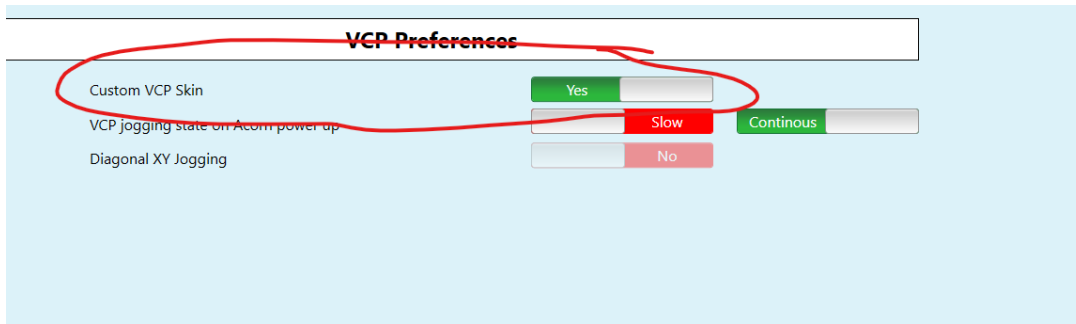 VCP Preferences
Custom VCP Skin Yes
VCP jogging state on Acorn power up Slow Continous
Diagonal XY Jogging No